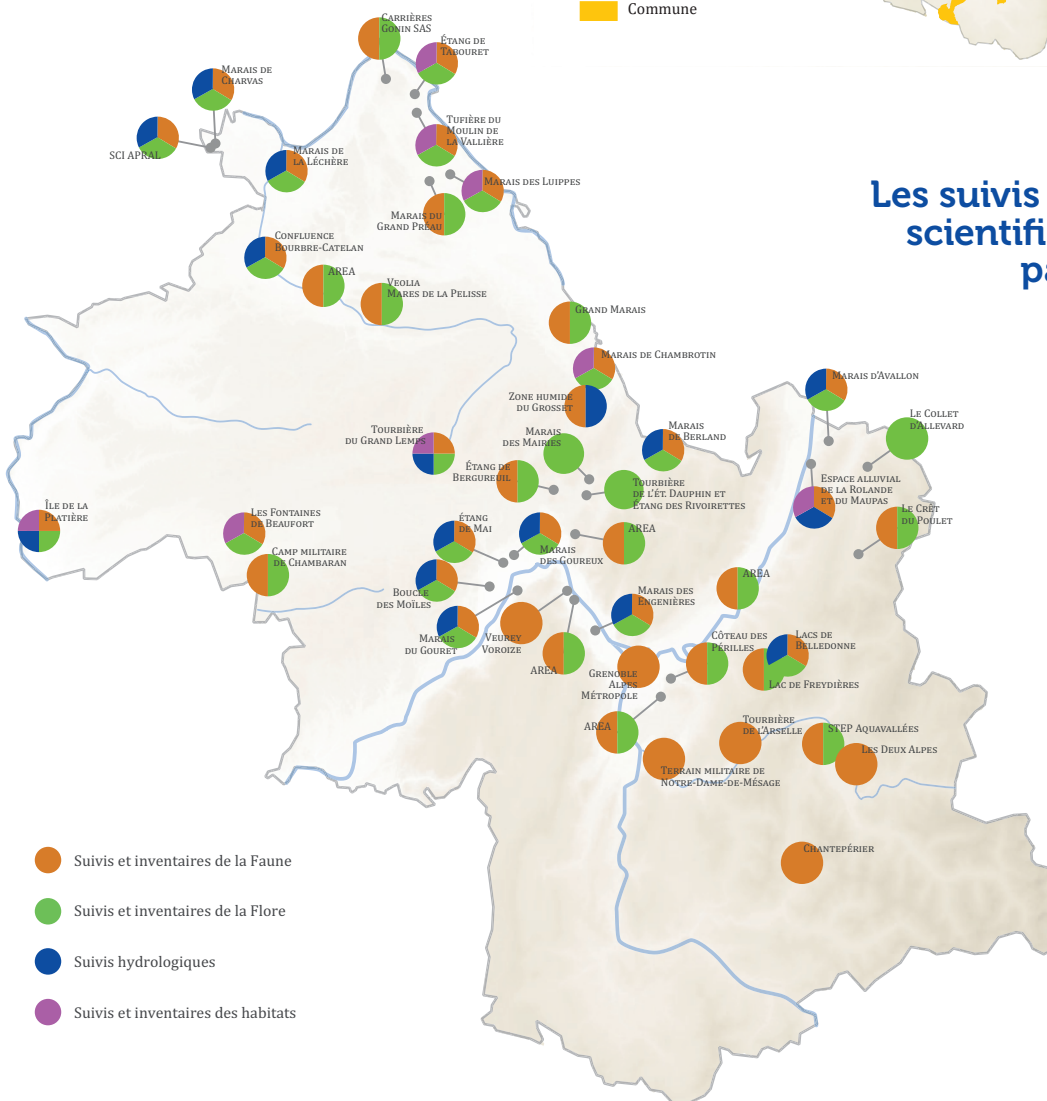 Commune
Carrières
Gonin SAS
Étang de
Tabouret
Marais de
Charvas
Tufière du
Moulin de
la Vallière
SCI APRAL
Marais de
la Léchère
Marais des Luippes
Marais du
Grand Préau
Les suivis
scientifi
pa
Confluence
Bourbre-Catelan
AREA
Veolia
Mares de la Pelisse
Grand Marais
Marais de Chambrotin
Marais d'Avallon
Zone humide
du Grosset
Le Collet
d'Allevard
Tourbière
du Grand Lemps
Marais
des Mairies
Marais
de Berland
Étang de
Bergureuil
Tourbière
de l'Ét. Dauphin et
Étang des Rivoirettes
Espace alluvial
de la Rolande
et du Maupas
Île de la
Platière
Les Fontaines
de Beaufort
Étang
de Mai
Marais
des Goureux
AREA
Le Crêt
du Poulet
Camp militaire
de Chambaran
Boucle
des Moïles
AREA
Marais des
Engenières
Marais
du Gouret
Veurey
Voroize
AREA
Côteau des
Périlles
Lacs de
Belledonne
Grenoble
Alpes
Métropole
Lac de Freydières
AREA
Tourbière
de l'Arselle
STEP Aquavallées
Les Deux Alpes
Terrain militaire de
Notre-Dame-de-Mésage
Chantepérier
Suivis et inventaires de la Faune
Suivis et inventaires de la Flore
Suivis hydrologiques
Suivis et inventaires des habitats